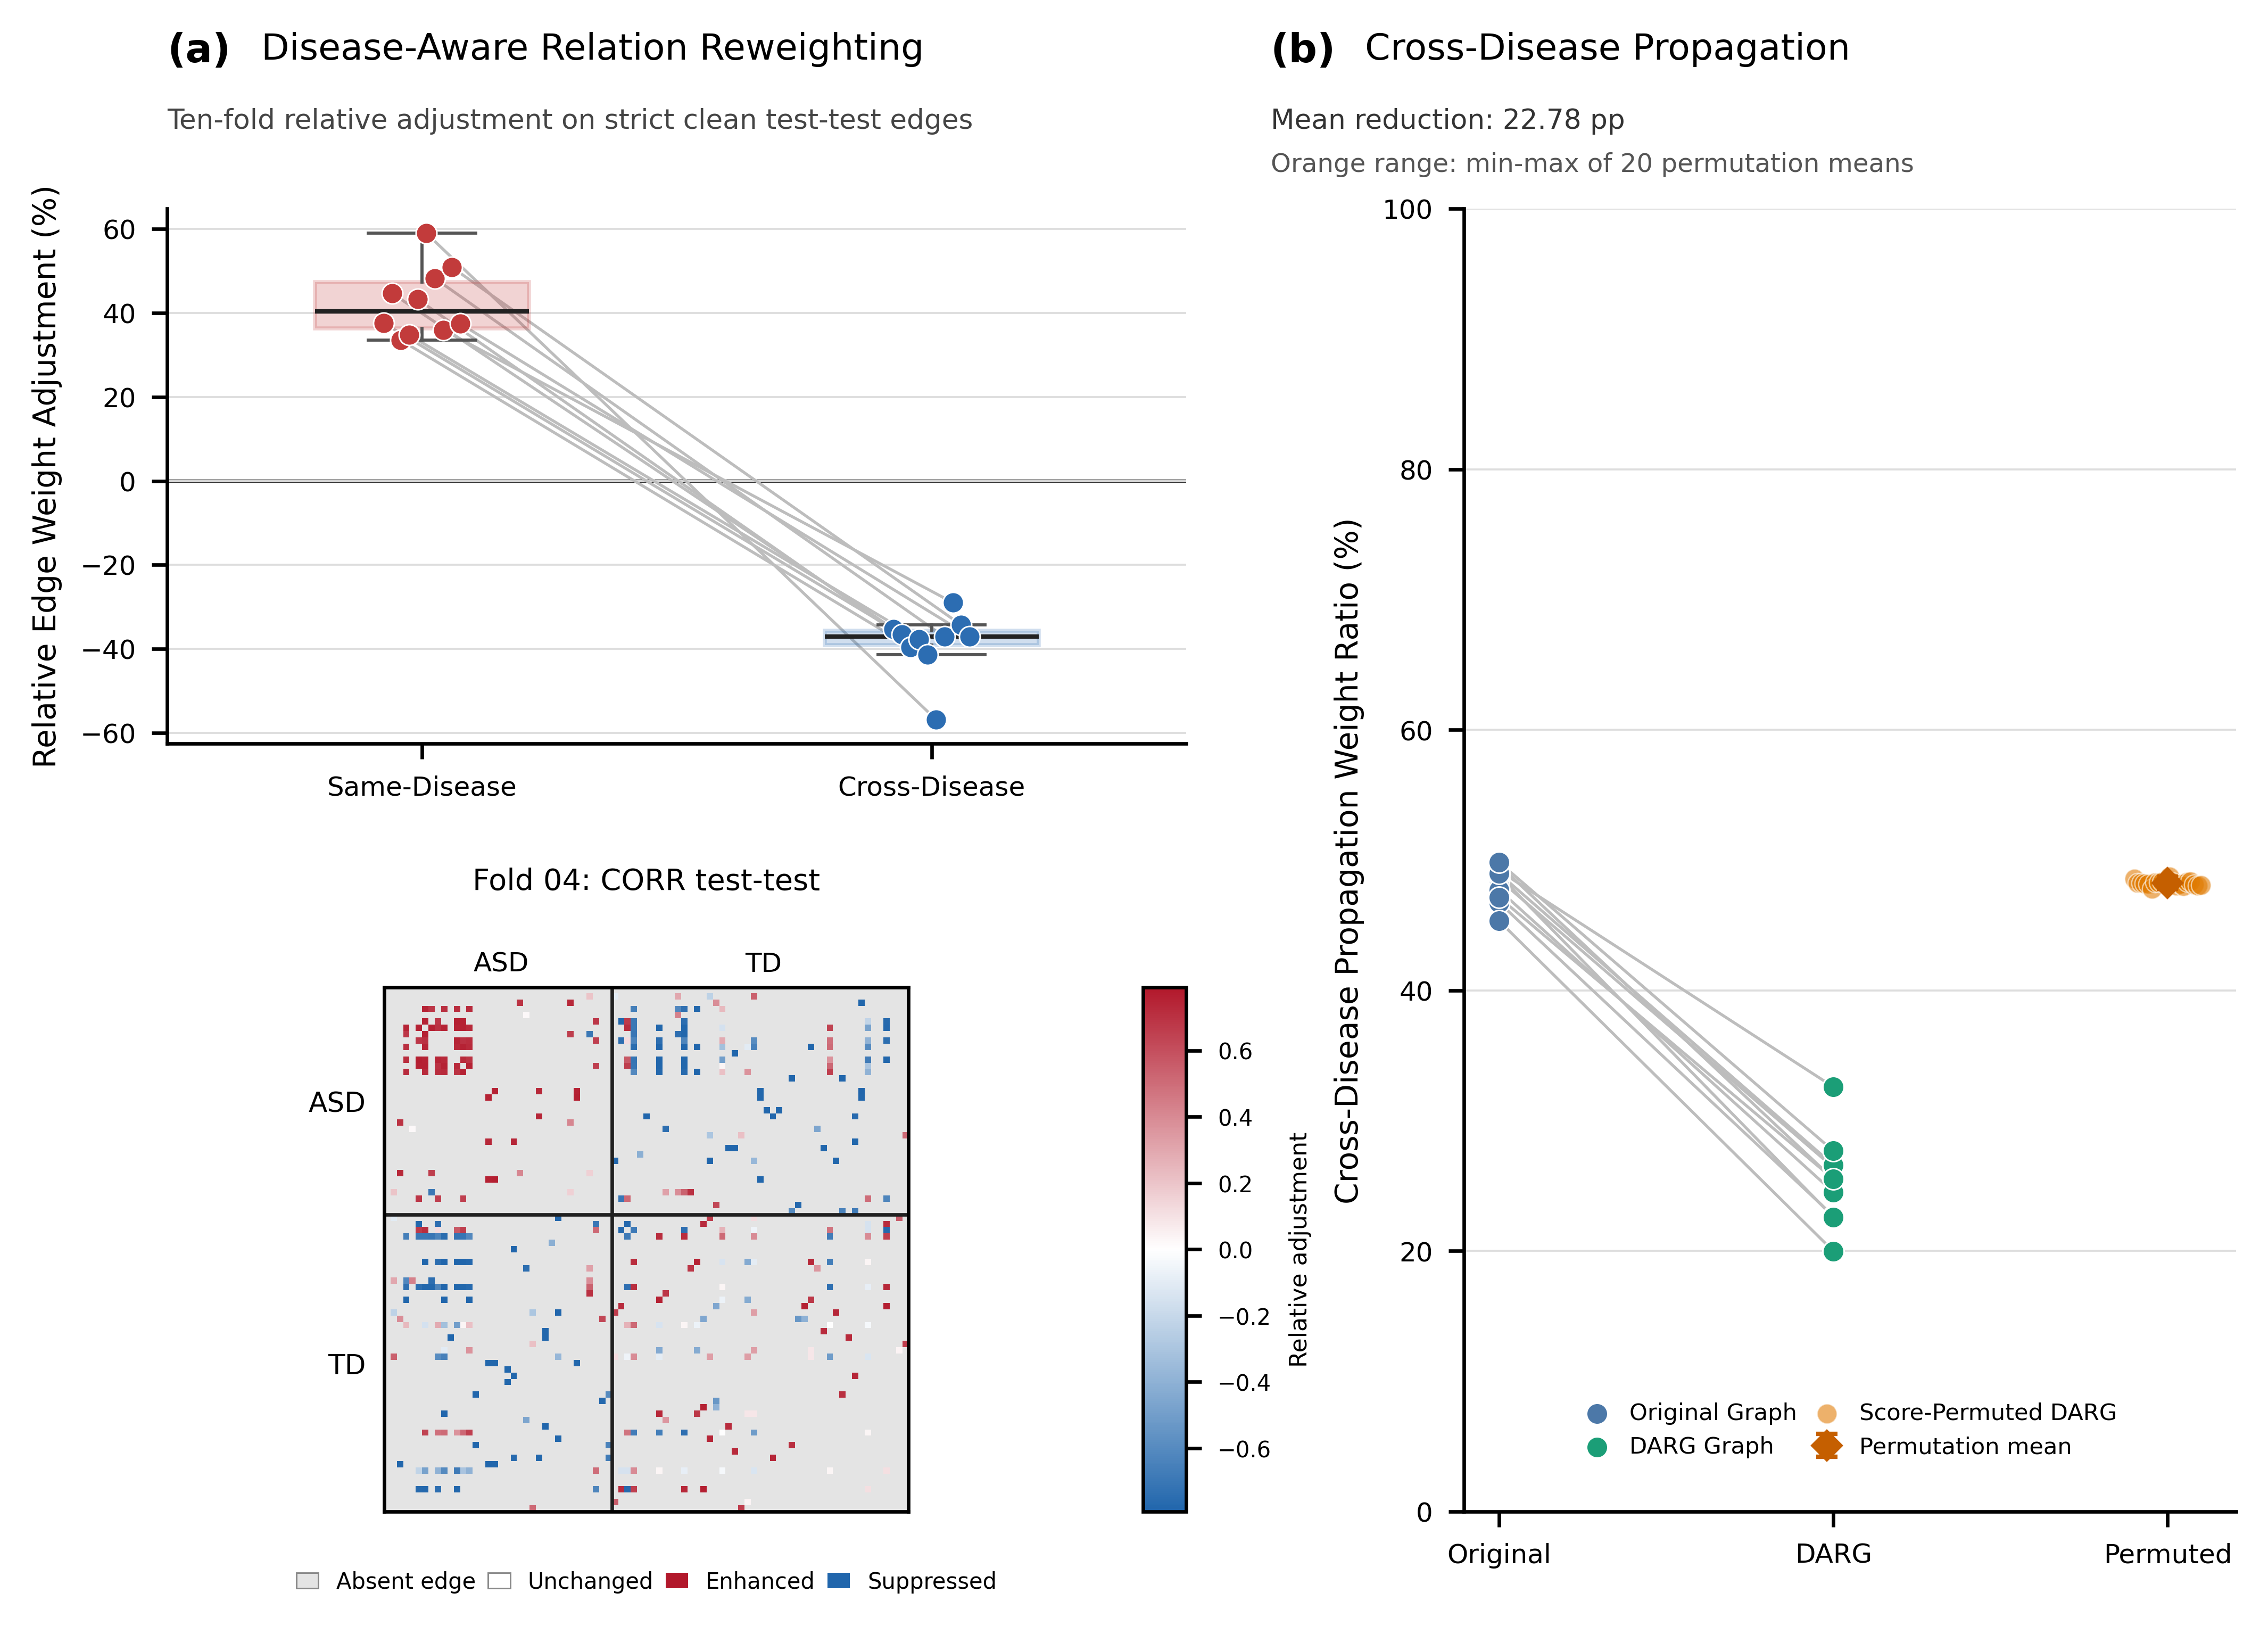 (a) Disease-Aware Relation Reweighting
Ten-fold relative adjustment on strict clean test-test edges
Relative Edge Weight Adjustment (%)
60
40
20
0
−20
−40
−60
Same-Disease
Cross-Disease
Fold 04: CORR test-test
ASD
TD
ASD
TD
0.6
0.4
0.2
0.0
−0.2
−0.4
−0.6
Relative adjustment
Absent edge
Unchanged
Enhanced
Suppressed
(b) Cross-Disease Propagation
Mean reduction: 22.78 pp
Orange range: min-max of 20 permutation means
Cross-Disease Propagation Weight Ratio (%)
100
80
60
40
20
0
Original Graph
DARG Graph
Score-Permuted DARG
Permutation mean
Original
DARG
Permuted